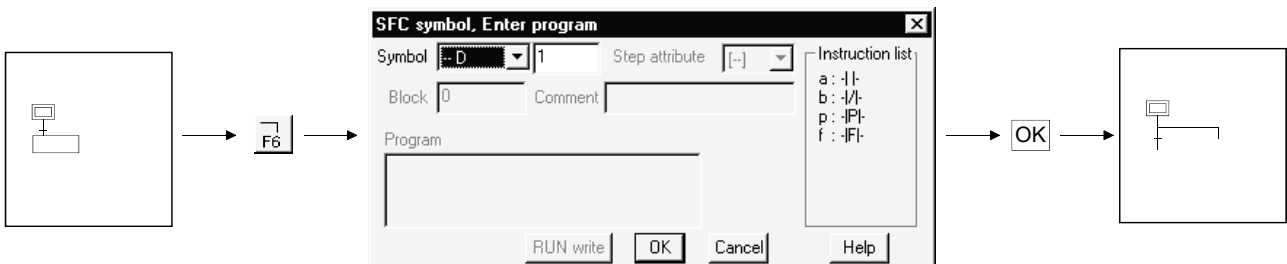 SFC symbol, Enter program
Symbol -- D 1 Step attribute [--]
Block 0 Comment
Program
Instruction list
a : -| |-
b : -|/|-
p : -|P|-
f : -|F|-
RUN write OK Cancel Help
F6
OK